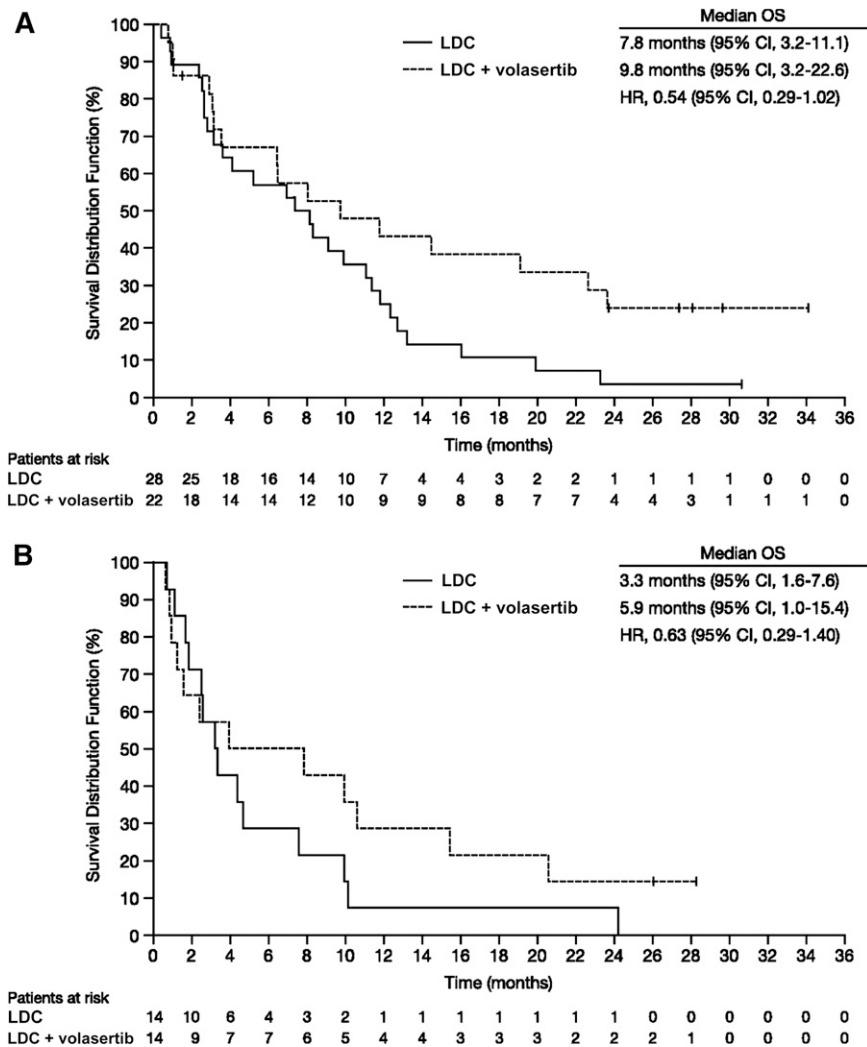 A
Median OS
LDC 7.8 months (95% CI, 3.2-11.1)
LDC + volasertib 9.8 months (95% CI, 3.2-22.6)
HR, 0.54 (95% CI, 0.29-1.02)
Survival Distribution Function (%)
100
90
80
70
60
50
40
30
20
10
0
0 2 4 6 8 10 12 14 16 18 20 22 24 26 28 30 32 34 36
Time (months)
Patients at risk
LDC 28 25 18 16 14 10 7 4 4 3 2 2 1 1 1 1 0 0 0
LDC + volasertib 22 18 14 14 12 10 9 9 8 8 7 7 4 4 3 1 1 1 0
B
Median OS
LDC 3.3 months (95% CI, 1.6-7.6)
LDC + volasertib 5.9 months (95% CI, 1.0-15.4)
HR, 0.63 (95% CI, 0.29-1.40)
Survival Distribution Function (%)
100
90
80
70
60
50
40
30
20
10
0
0 2 4 6 8 10 12 14 16 18 20 22 24 26 28 30 32 34 36
Time (months)
Patients at risk
LDC 14 10 6 4 3 2 1 1 1 1 1 1 1 0 0 0 0 0 0
LDC + volasertib 14 9 7 7 6 5 4 4 3 3 3 2 2 2 1 0 0 0 0